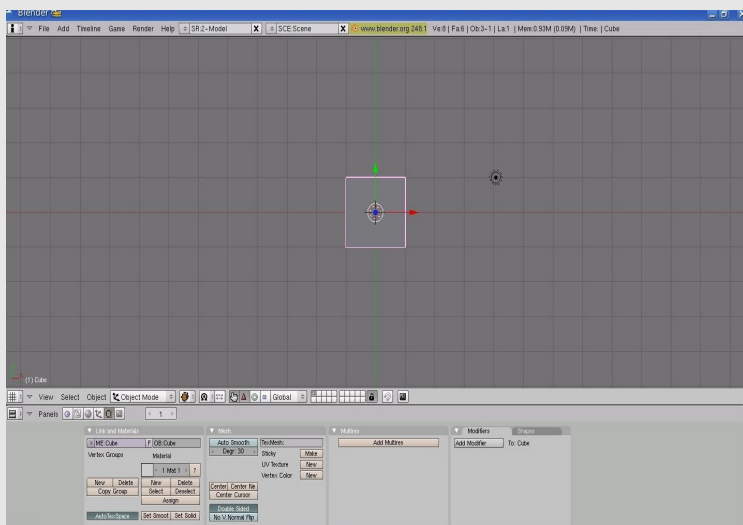 Blender
File Add Timeline Game Render Help SR:2-Model X SCE:Scene X www.blender.org 248.1 Ve:8 | Fa:6 | Ob:3-1 | La:1 | Mem:0.93M (0.09M) | Time: | Cube
(1) Cube
View Select Object Object Mode Global
Panels 1
Link and Materials Mesh Multires Modifiers Shapes
ME:Cube F OB:Cube Auto Smooth TexMesh: Add Multires Add Modifier To: Cube
Vertex Groups Material Degr: 30 Sticky Make
UV Texture New
1 Mat 1 ? Vertex Color New
New Delete New Delete Center Center Ne
Copy Group Select Deselect Center Cursor
Assign
Double Sided
AutoTexSpace Set Smoot Set Solid No V.Normal Flip